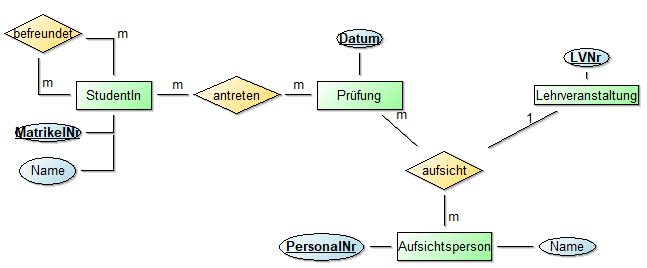 befreundet
m
m
StudentIn
m
antreten
m
Prüfung
Datum
LVNr
Lehrveranstaltung
MatrikelNr
Name
m
1
aufsicht
m
PersonalNr
Aufsichtsperson
Name